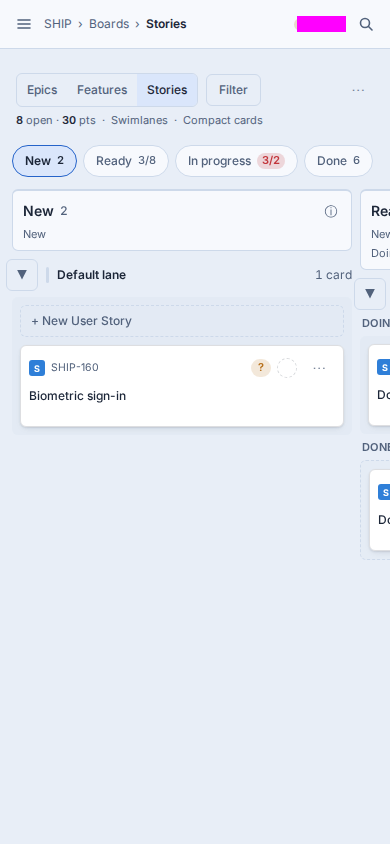 SHIP › Boards › Stories
Epics Features Stories Filter ...
8 open · 30 pts · Swimlanes · Compact cards
New 2 Ready 3/8 In progress 3/2 Done 6
New 2
New
▼ Default lane 1 card
+ New User Story
S SHIP-160 ? ...
Biometric sign-in
Rea
New
Doi
▼
DOIN
S
Do
DONE
S
Do